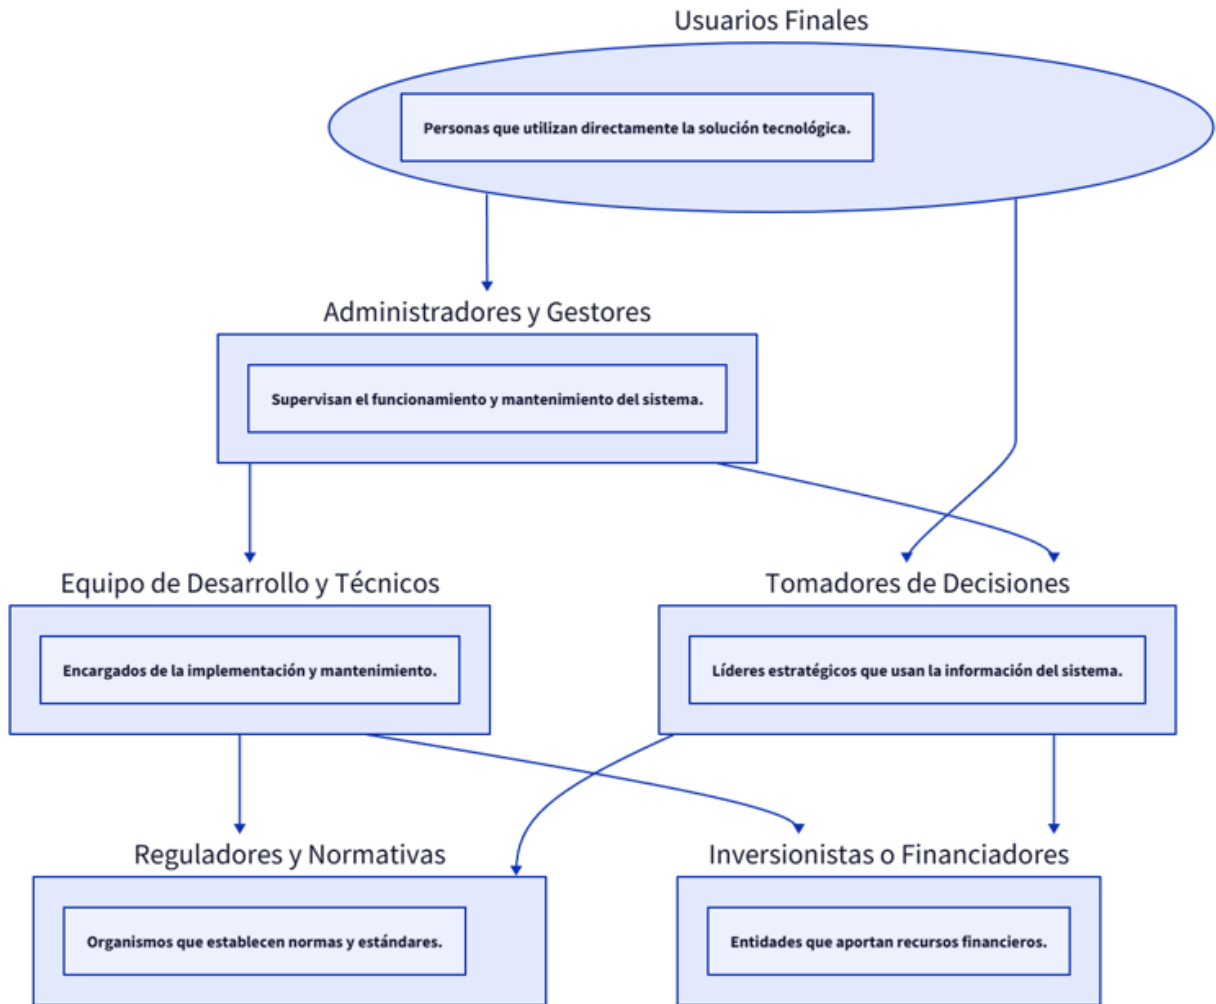 Usuarios Finales
Personas que utilizan directamente la solución tecnológica.
Administradores y Gestores
Supervisan el funcionamiento y mantenimiento del sistema.
Equipo de Desarrollo y Técnicos
Tomadores de Decisiones
Encargados de la implementación y mantenimiento.
Líderes estratégicos que usan la información del sistema.
Reguladores y Normativas
Inversionistas o Financiadores
Organismos que establecen normas y estándares.
Entidades que aportan recursos financieros.